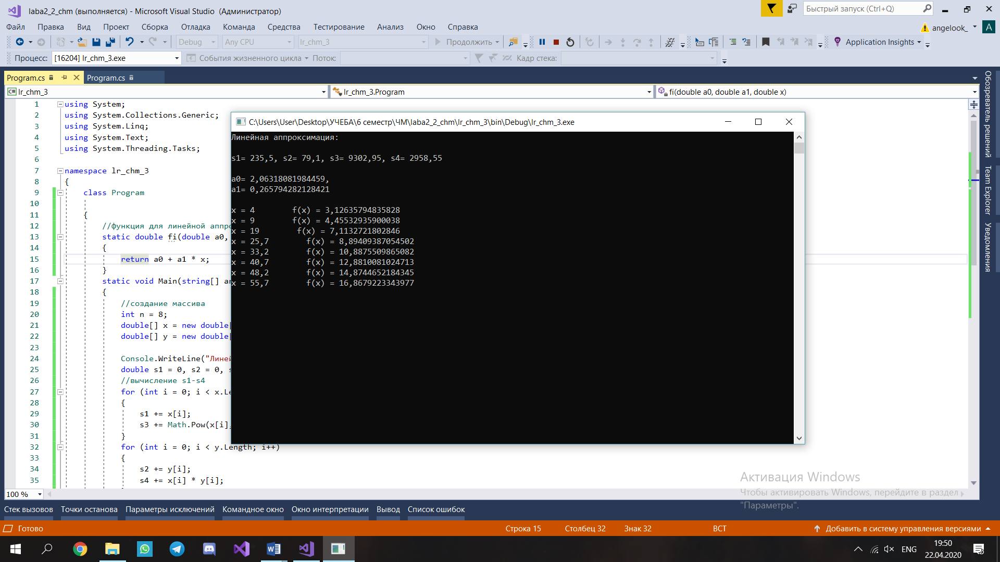 laba2_2_chm (выполняется) - Microsoft Visual Studio (Администратор)
Быстрый запуск (Ctrl+Q)
Файл Правка Вид Проект Сборка Отладка Команда Средства Тестирование Анализ Окно Справка
angelook_ A
Debug Any CPU lr_chm_3 Продолжить Application Insights
Процесс: [16204] lr_chm_3.exe События жизненного цикла Поток: Кадр стека:
Program.cs Program.cs
C# lr_chm_3 lr_chm_3.Program fi(double a0, double a1, double x)
Обозреватель решений
Team Explorer
Уведомления
1 using System;
2 using System.Collections.Generic;
3 using System.Linq;
4 using System.Text;
5 using System.Threading.Tasks;
6
7 namespace lr_chm_3
8 {
9 class Program
10
11 {
12 //функция для линейной аппро
13 static double fi(double a0,
14 {
15 return a0 + a1 * x;
16 }
17 static void Main(string[] ar
18 {
19 //создание массива
20 int n = 8;
21 double[] x = new double[
22 double[] y = new double[
23
24 Console.WriteLine("Линей
25 double s1 = 0, s2 = 0, s
26 //вычисление s1-s4
27 for (int i = 0; i < x.Le
28 {
29 s1 += x[i];
30 s3 += Math.Pow(x[i],
31 }
32 for (int i = 0; i < y.Length; i++)
33 {
34 s2 += y[i];
35 s4 += x[i] * y[i];
C:\Users\User\Desktop\УЧЕБА\6 семестр\ЧМ\laba2_2_chm\lr_chm_3\bin\Debug\lr_chm_3.exe
Линейная аппроксимация:
s1= 235,5, s2= 79,1, s3= 9302,95, s4= 2958,55
a0= 2,06318081984459,
a1= 0,265794282128421
x = 4 f(x) = 3,12635794835828
x = 9 f(x) = 4,45532935900038
x = 19 f(x) = 7,1132721802846
x = 25,7 f(x) = 8,89409387054502
x = 33,2 f(x) = 10,8875509865082
x = 40,7 f(x) = 12,8810081024713
x = 48,2 f(x) = 14,8744652184345
x = 55,7 f(x) = 16,8679223343977
Активация Windows
Чтобы активировать Windows, перейдите в раздел
"Параметры".
100 %
Стек вызовов Точки останова Параметры исключений Командное окно Окно интерпретации Вывод Список ошибок
Готово Строка 15 Столбец 32 Знак 32 ВСТ Добавить в систему управления версиями
ENG 19:50
22.04.2020